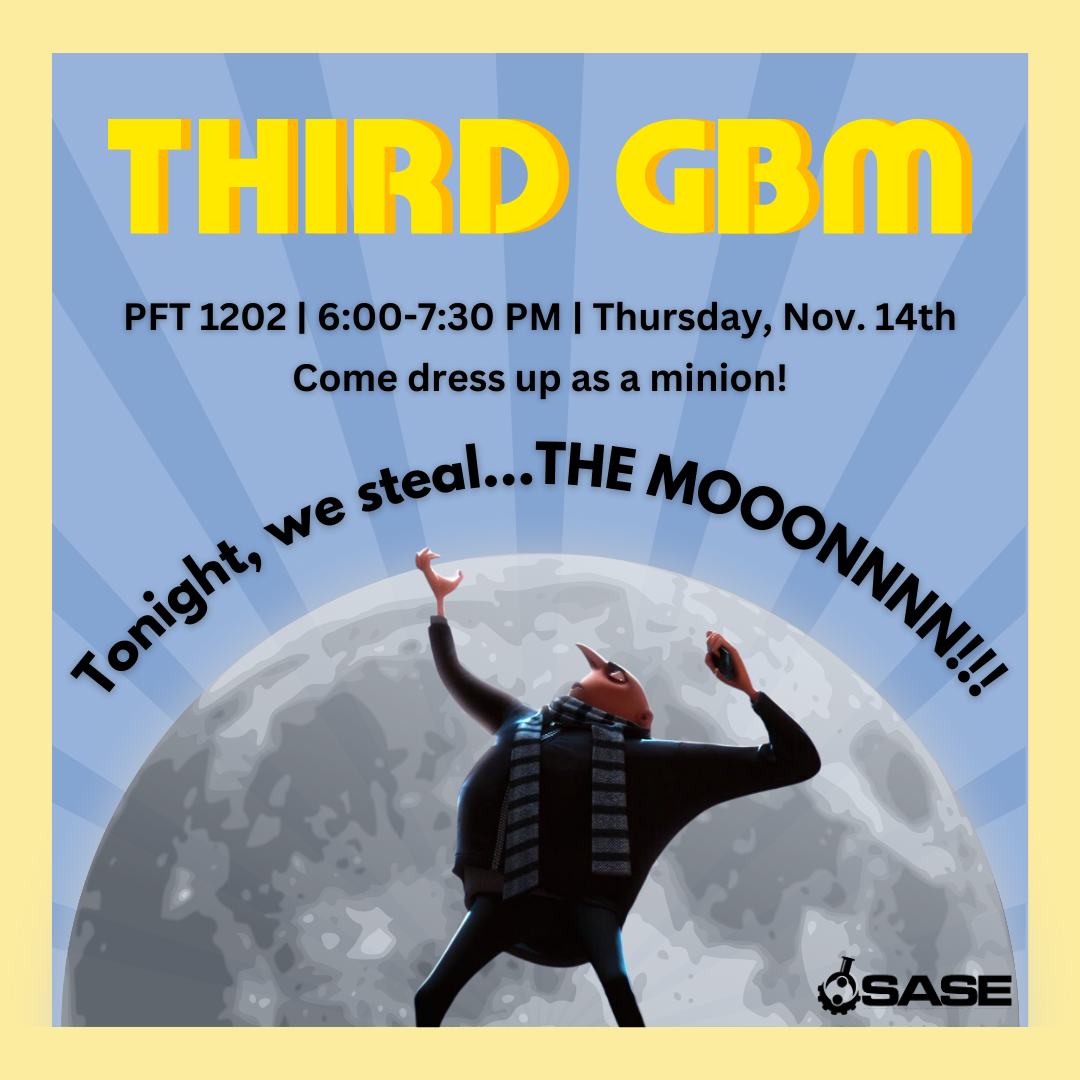 THIRD GBM
PFT 1202 | 6:00-7:30 PM | Thursday, Nov. 14th
Come dress up as a minion!
Tonight, we steal...THE MOOONNNN!!!
SASE